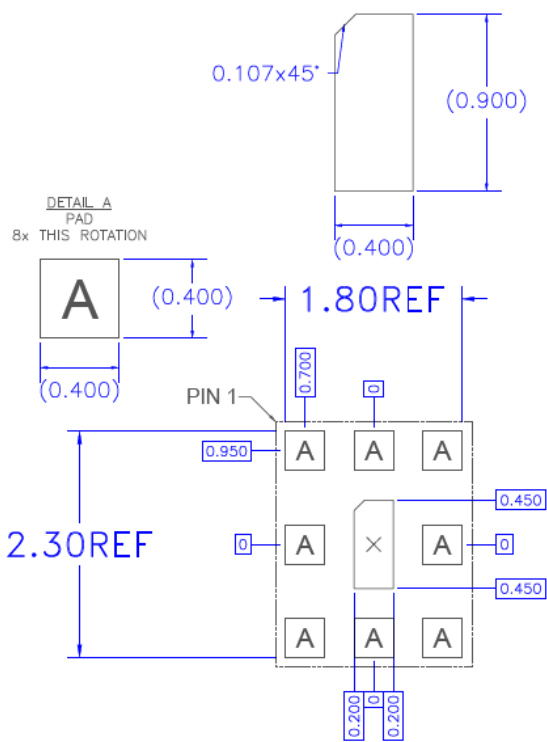 0.107x45°
(0.900)
(0.400)
DETAIL A
PAD
8x THIS ROTATION
A
(0.400)
(0.400)
1.80REF
0.700
0
PIN 1
0.950
A
A
A
0.450
2.30REF
0
A
A
0
0.450
A
A
A
0.200
0
0.200